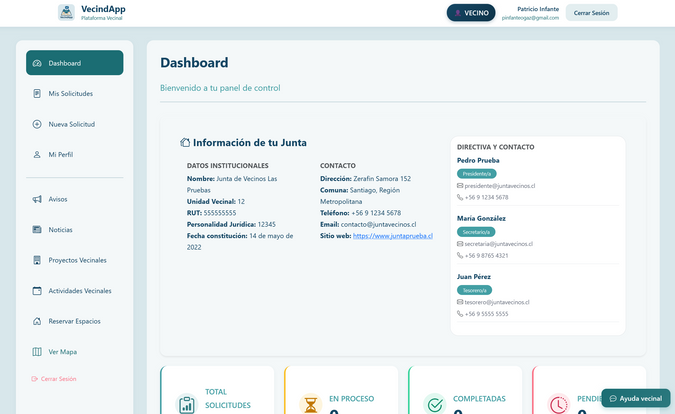 VecindApp
Plataforma Vecinal
VECINO
Patricio Infante
pinfanteogaz@gmail.com
Cerrar Sesión
Dashboard
Mis Solicitudes
Nueva Solicitud
Mi Perfil
Avisos
Noticias
Proyectos Vecinales
Actividades Vecinales
Reservar Espacios
Ver Mapa
Cerrar Sesión
Dashboard
Bienvenido a tu panel de control
Información de tu Junta
DATOS INSTITUCIONALES
Nombre: Junta de Vecinos Las
Pruebas
Unidad Vecinal: 12
RUT: 555555555
Personalidad Jurídica: 12345
Fecha constitución: 14 de mayo de
2022
CONTACTO
Dirección: Zerafin Samora 152
Comuna: Santiago, Región
Metropolitana
Teléfono: +56 9 1234 5678
Email: contacto@juntavecinos.cl
Sitio web: https://www.juntaprueba.cl
DIRECTIVA Y CONTACTO
Pedro Prueba
Presidente/a
presidente@juntavecinos.cl
+56 9 1234 5678
María González
Secretario/a
secretaria@juntavecinos.cl
+56 9 8765 4321
Juan Pérez
Tesorero/a
tesorero@juntavecinos.cl
+56 9 5555 5555
TOTAL
SOLICITUDES
EN PROCESO
COMPLETADAS
PENDIE
Ayuda vecinal